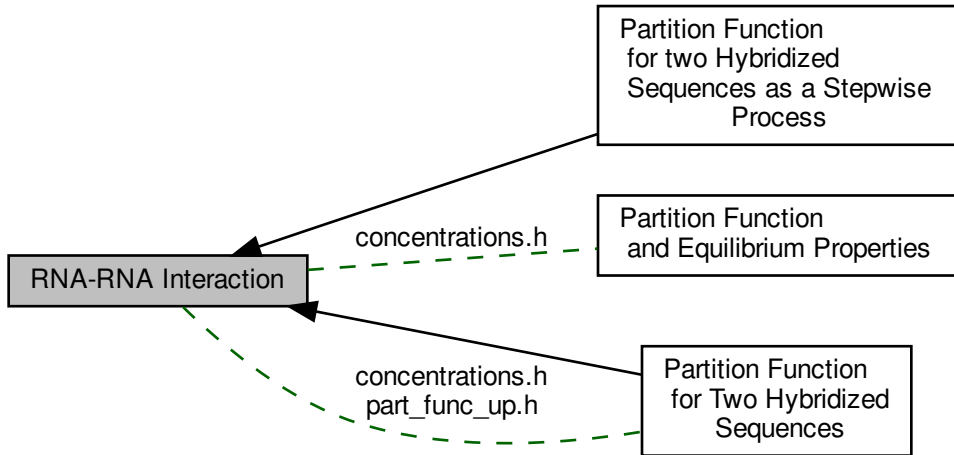 Partition Function
for two Hybridized
Sequences as a Stepwise
Process
concentrations.h
Partition Function
and Equilibrium Properties
RNA-RNA Interaction
concentrations.h
part_func_up.h
Partition Function
for Two Hybridized
Sequences